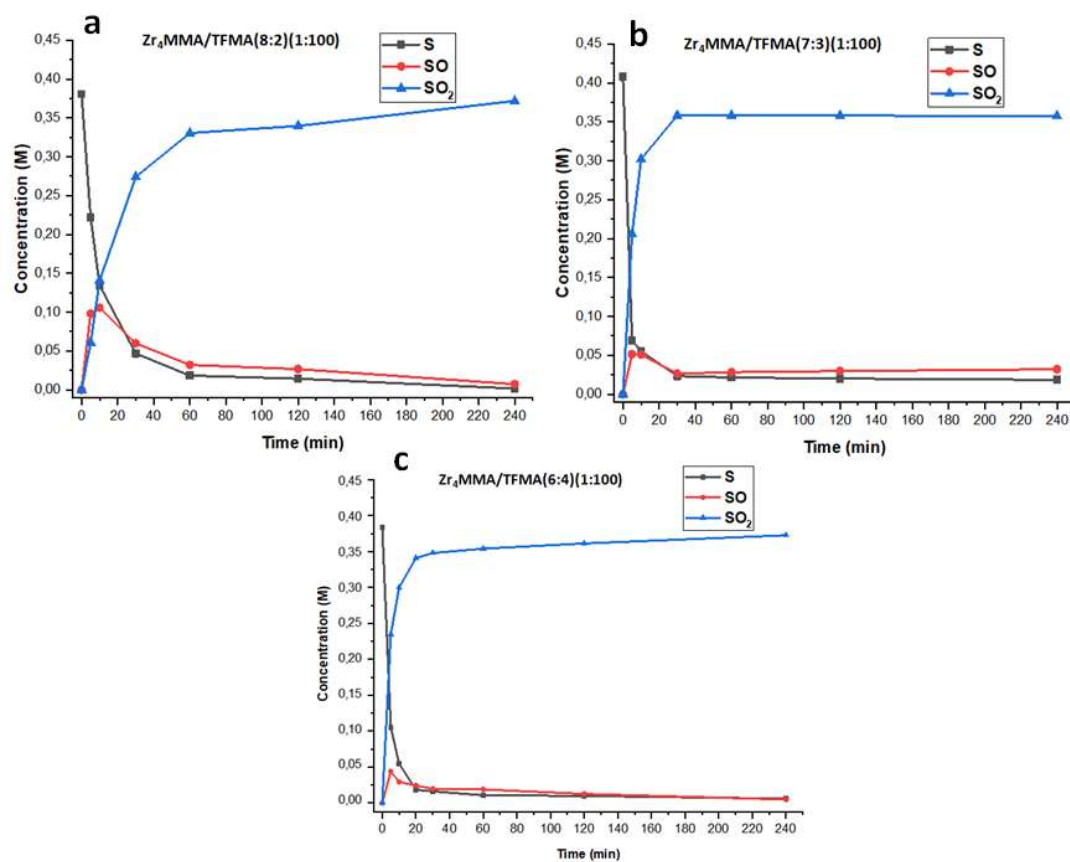 a
Zr₄MMA/TFMA(8:2)(1:100)
S
SO
SO₂
0,45
0,40
0,35
0,30
0,25
0,20
0,15
0,10
0,05
0,00
Concentration (M)
0 20 40 60 80 100 120 140 160 180 200 220 240
Time (min)
b
Zr₄MMA/TFMA(7:3)(1:100)
S
SO
SO₂
0,45
0,40
0,35
0,30
0,25
0,20
0,15
0,10
0,05
0,00
Concentration (M)
0 20 40 60 80 100 120 140 160 180 200 220 240
Time (min)
c
Zr₄MMA/TFMA(6:4)(1:100)
S
SO
SO₂
0,45
0,40
0,35
0,30
0,25
0,20
0,15
0,10
0,05
0,00
Concentration (M)
0 20 40 60 80 100 120 140 160 180 200 220 240
Time (min)